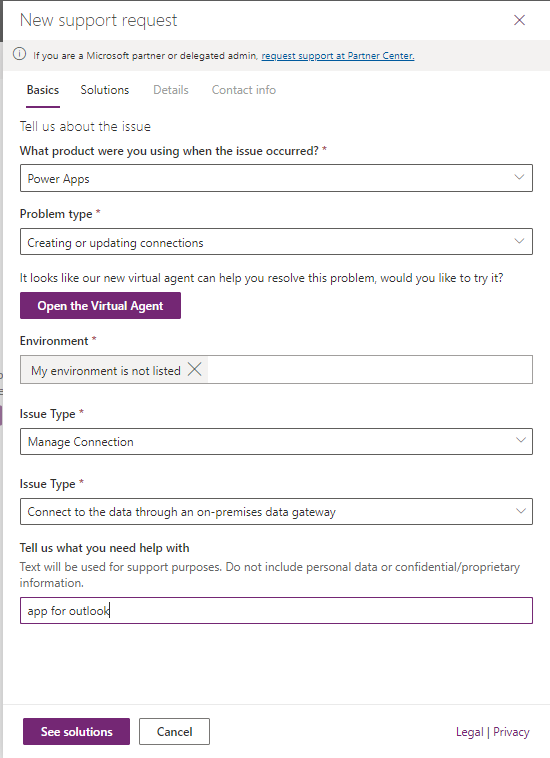 New support request
If you are a Microsoft partner or delegated admin, request support at Partner Center.
Basics Solutions Details Contact info
Tell us about the issue
What product were you using when the issue occurred? *
Power Apps
Problem type *
Creating or updating connections
It looks like our new virtual agent can help you resolve this problem, would you like to try it?
Open the Virtual Agent
Environment *
My environment is not listed
Issue Type *
Manage Connection
Issue Type *
Connect to the data through an on-premises data gateway
Tell us what you need help with
Text will be used for support purposes. Do not include personal data or confidential/proprietary
information.
app for outlook
See solutions Cancel Legal | Privacy